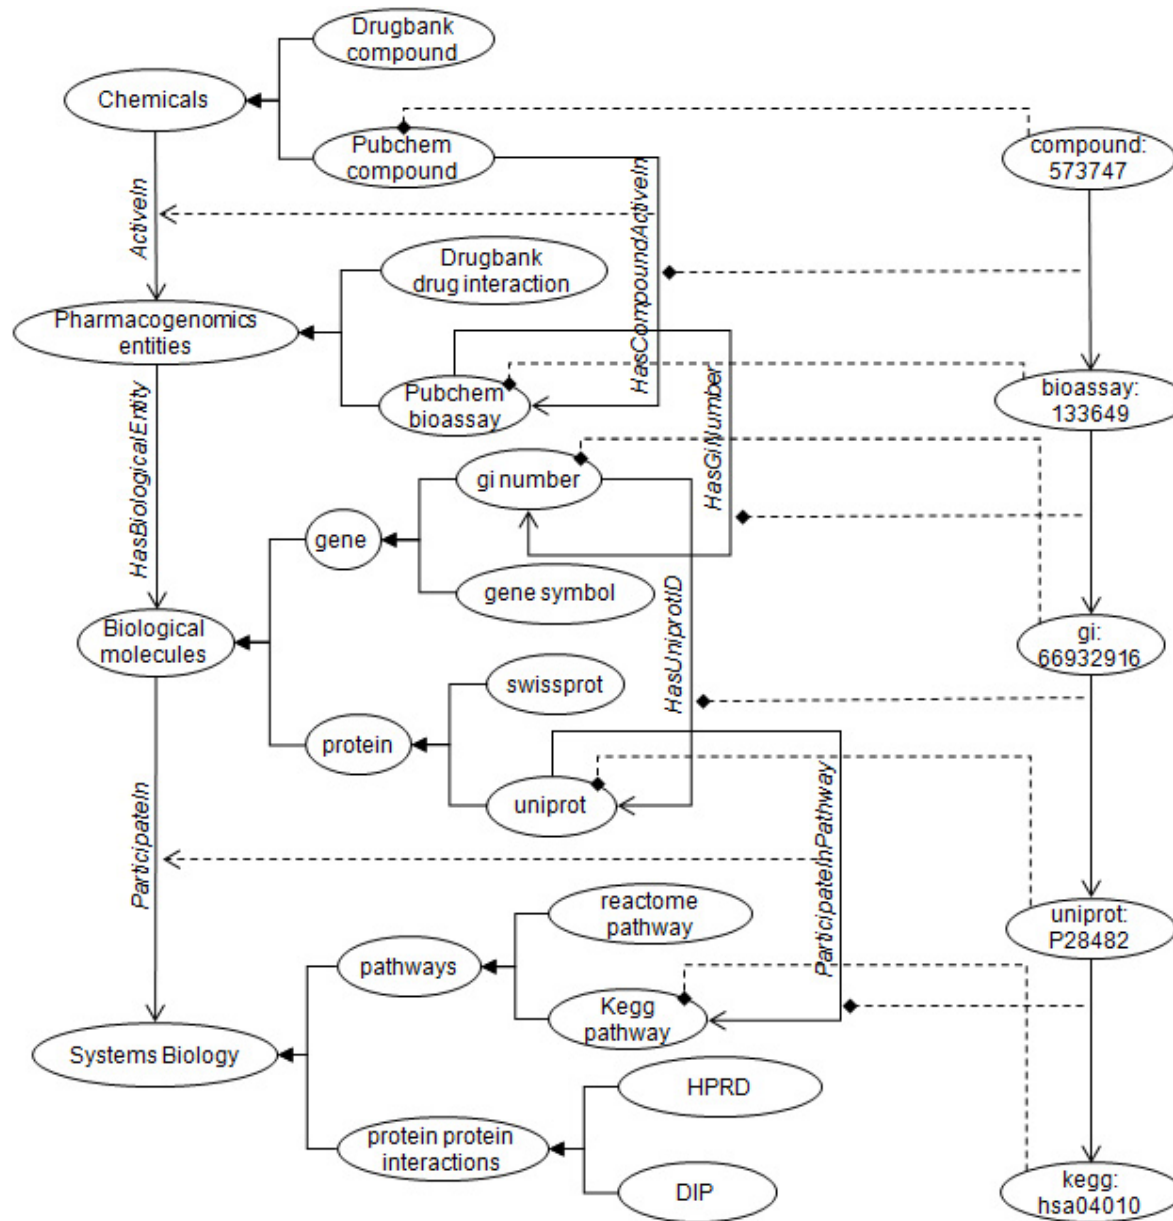 Drugbank
compound
Chemicals
Pubchem
compound
compound:
573747
ActiveIn
HasCompoundActiveIn
Drugbank
drug interaction
Pharmacogenomics
entities
Pubchem
bioassay
bioassay:
133649
HasGiNumber
HasBiologicalEntity
gi number
gene
gene symbol
HasUniprotID
Biological
molecules
gi:
66932916
swissprot
protein
uniprot
ParticipateIn
ParticipateInPathway
reactome
pathway
uniprot:
P28482
pathways
Kegg
pathway
Systems Biology
HPRD
protein protein
interactions
DIP
kegg:
hsa04010